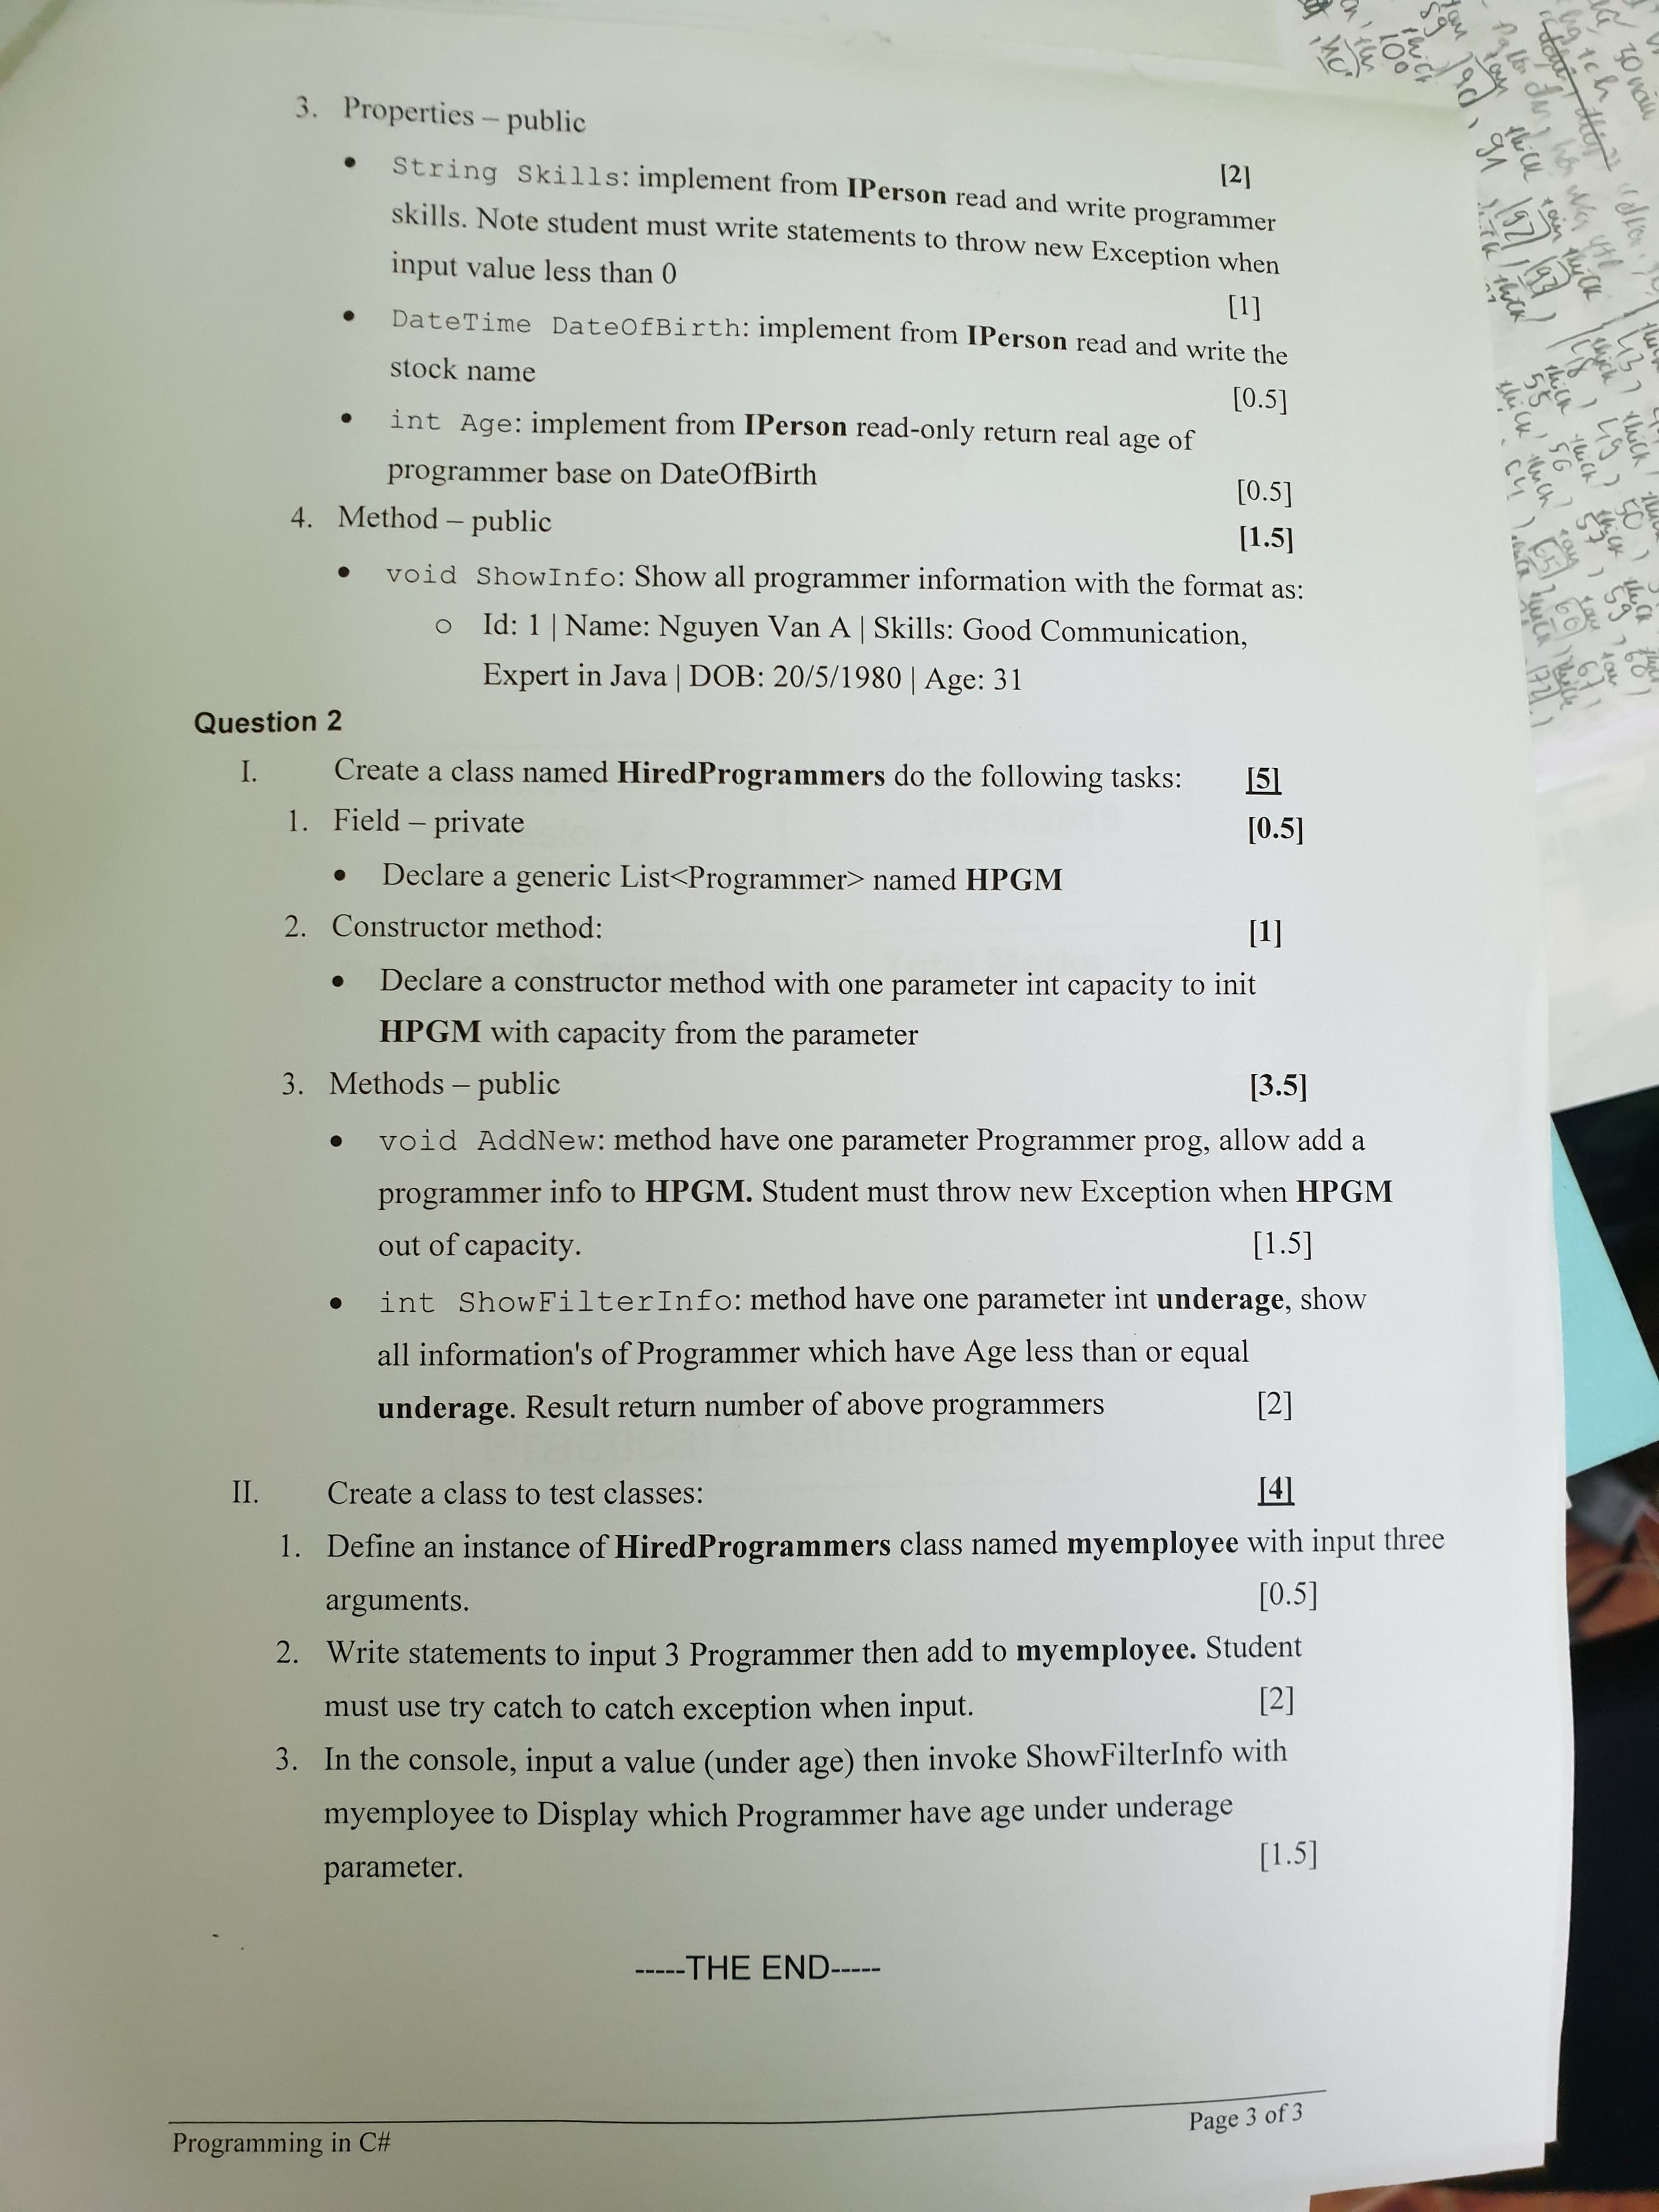 3. Properties – public
[2]
• String Skills: implement from IPerson read and write programmer
skills. Note student must write statements to throw new Exception when
input value less than 0
[1]
• DateTime DateOfBirth: implement from IPerson read and write the
stock name
[0.5]
• int Age: implement from IPerson read-only return real age of
programmer base on DateOfBirth
[0.5]
4. Method – public [1.5]
• void ShowInfo: Show all programmer information with the format as:
o Id: 1 | Name: Nguyen Van A | Skills: Good Communication,
Expert in Java | DOB: 20/5/1980 | Age: 31
Question 2
I. Create a class named HiredProgrammers do the following tasks: [5]
1. Field – private [0.5]
• Declare a generic List<Programmer> named HPGM
2. Constructor method: [1]
• Declare a constructor method with one parameter int capacity to init
HPGM with capacity from the parameter
3. Methods – public [3.5]
• void AddNew: method have one parameter Programmer prog, allow add a
programmer info to HPGM. Student must throw new Exception when HPGM
out of capacity. [1.5]
• int ShowFilterInfo: method have one parameter int underage, show
all information's of Programmer which have Age less than or equal
underage. Result return number of above programmers [2]
II. Create a class to test classes: [4]
1. Define an instance of HiredProgrammers class named myemployee with input three
arguments. [0.5]
2. Write statements to input 3 Programmer then add to myemployee. Student
must use try catch to catch exception when input. [2]
3. In the console, input a value (under age) then invoke ShowFilterInfo with
myemployee to Display which Programmer have age under underage
parameter. [1.5]
-----THE END-----
Programming in C# Page 3 of 3